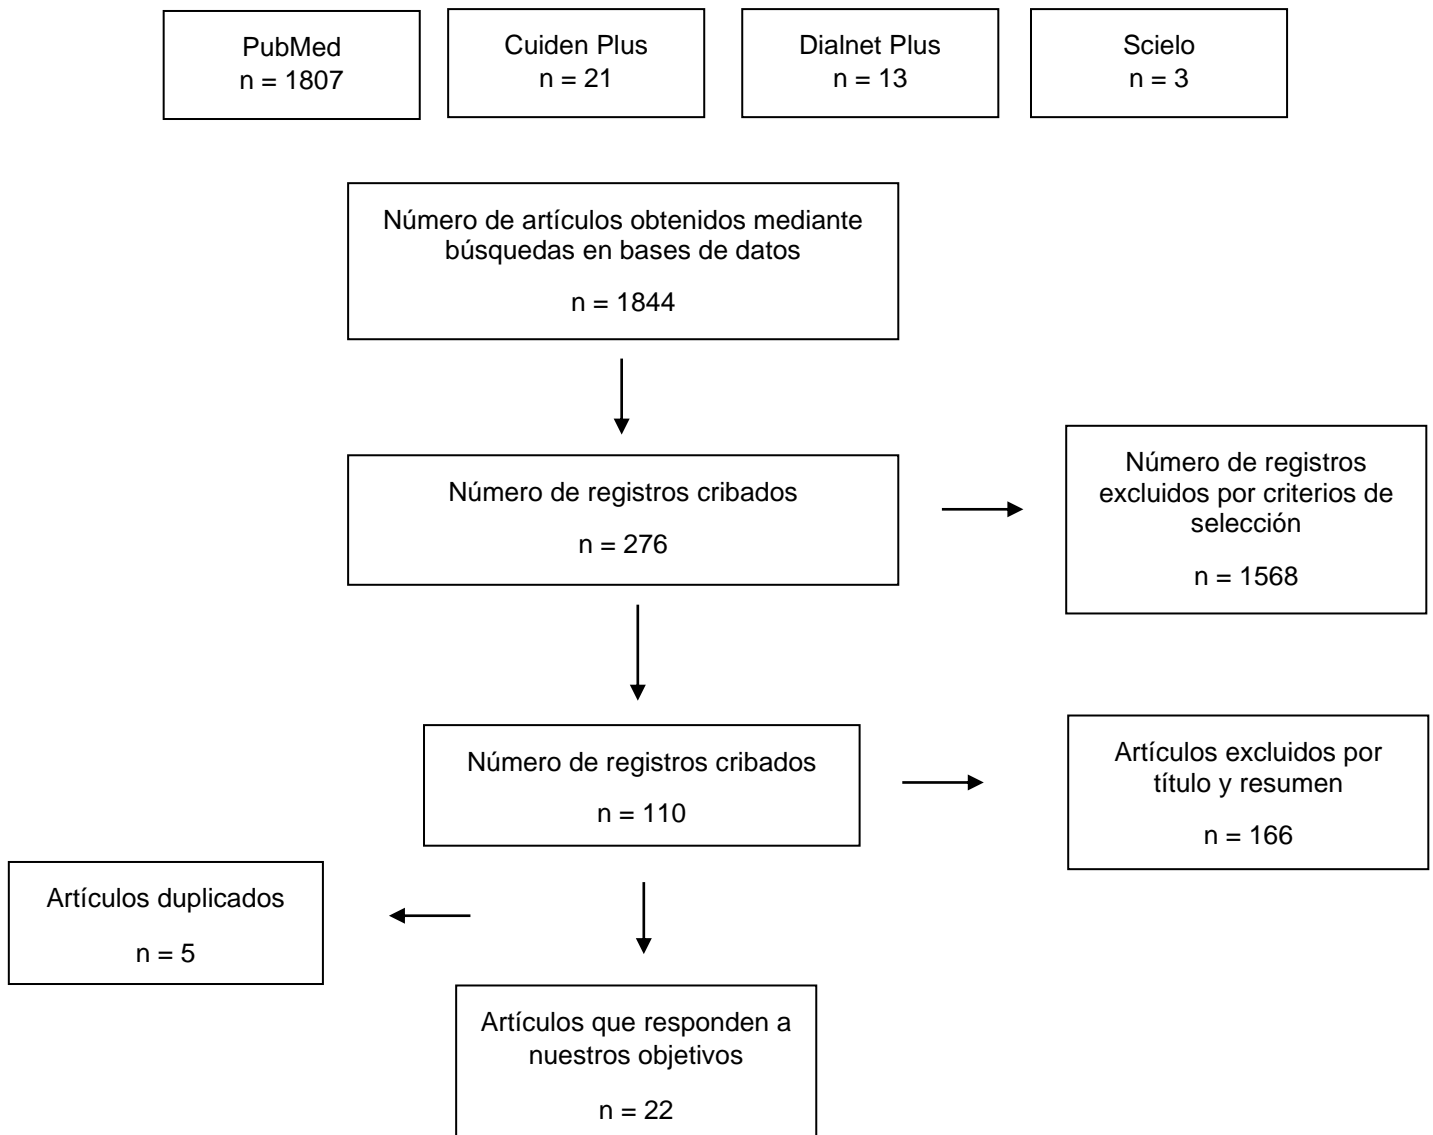 PubMed
n = 1807
Cuiden Plus
n = 21
Dialnet Plus
n = 13
Scielo
n = 3
Número de artículos obtenidos mediante
búsquedas en bases de datos
n = 1844
Número de registros cribados
n = 276
Número de registros
excluidos por criterios de
selección
n = 1568
Número de registros cribados
n = 110
Artículos excluidos por
título y resumen
n = 166
Artículos duplicados
n = 5
Artículos que responden a
nuestros objetivos
n = 22